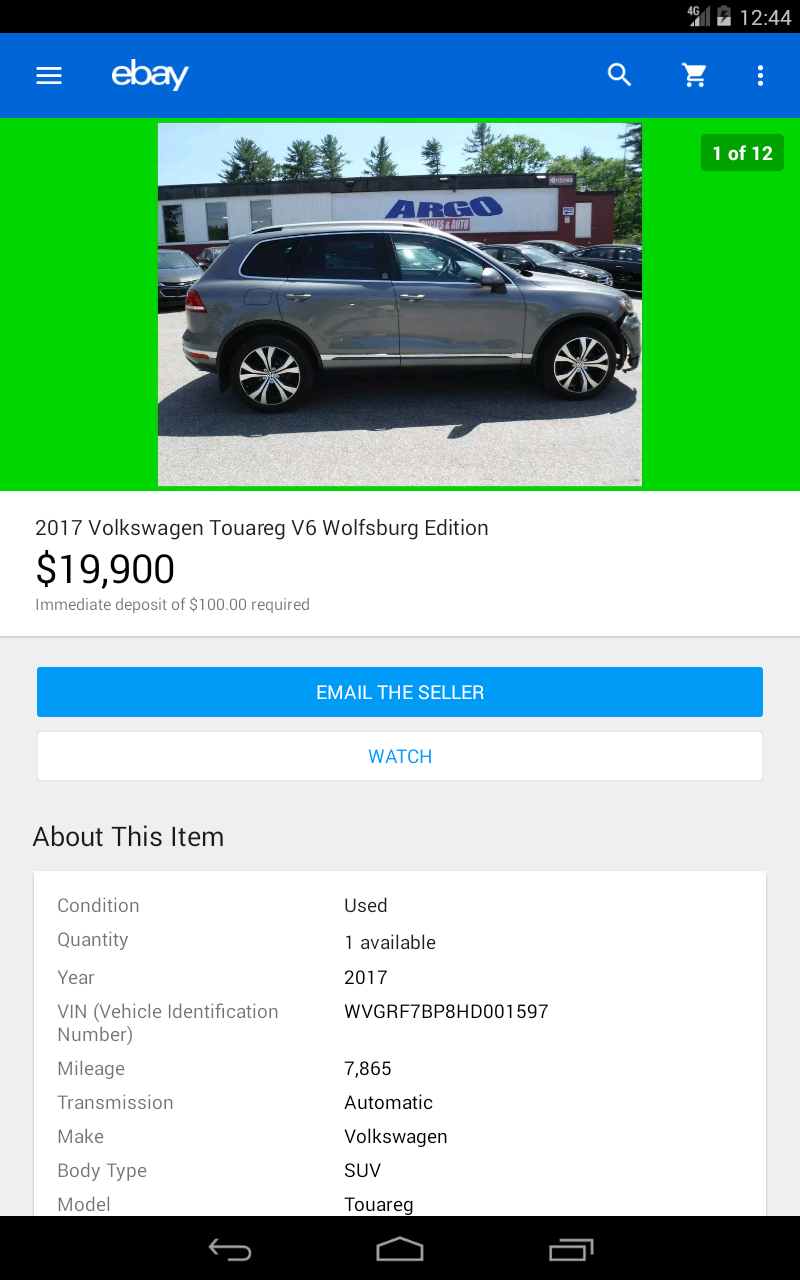 4G 12:44
ebay
1 of 12
ARGO
CYCLES & AUTO
2017 Volkswagen Touareg V6 Wolfsburg Edition
$19,900
Immediate deposit of $100.00 required
EMAIL THE SELLER
WATCH
About This Item
Condition Used
Quantity 1 available
Year 2017
VIN (Vehicle Identification WVGRF7BP8HD001597
Number)
Mileage 7,865
Transmission Automatic
Make Volkswagen
Body Type SUV
Model Touareg